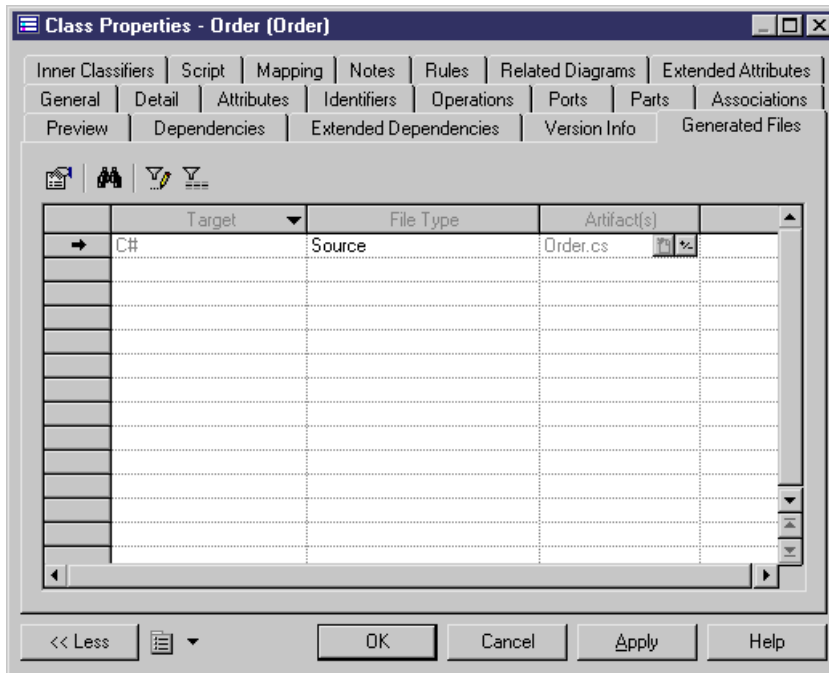 Class Properties - Order (Order)
Inner Classifiers Script Mapping Notes Rules Related Diagrams Extended Attributes
General Detail Attributes Identifiers Operations Ports Parts Associations
Preview Dependencies Extended Dependencies Version Info Generated Files
Target File Type Artifact(s)
C# Source Order.cs
<< Less OK Cancel Apply Help